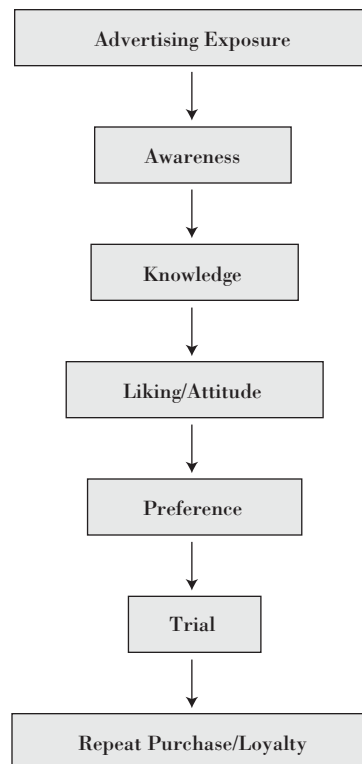 Advertising Exposure
Awareness
Knowledge
Liking/Attitude
Preference
Trial
Repeat Purchase/Loyalty